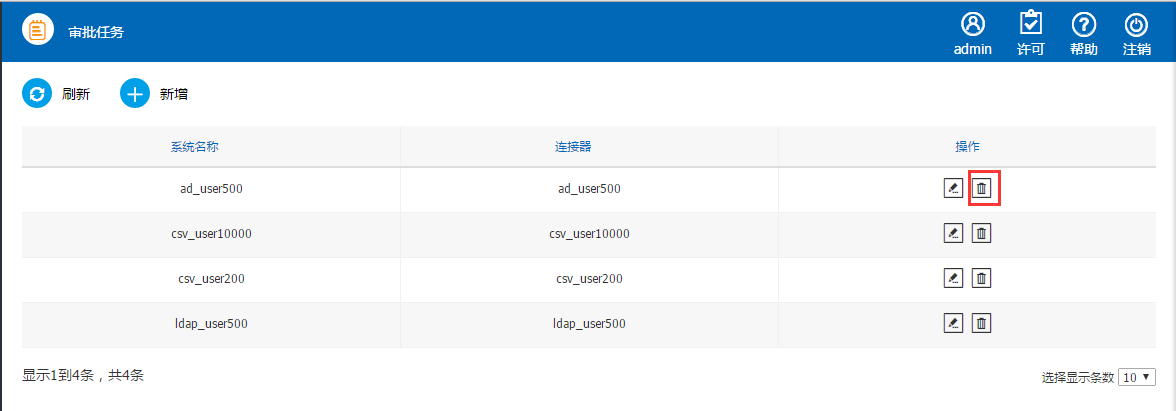 审批任务
admin 许可 帮助 注销
刷新 新增
系统名称 连接器 操作
ad_user500 ad_user500
csv_user10000 csv_user10000
csv_user200 csv_user200
ldap_user500 ldap_user500
显示1到4条，共4条
选择显示条数 10